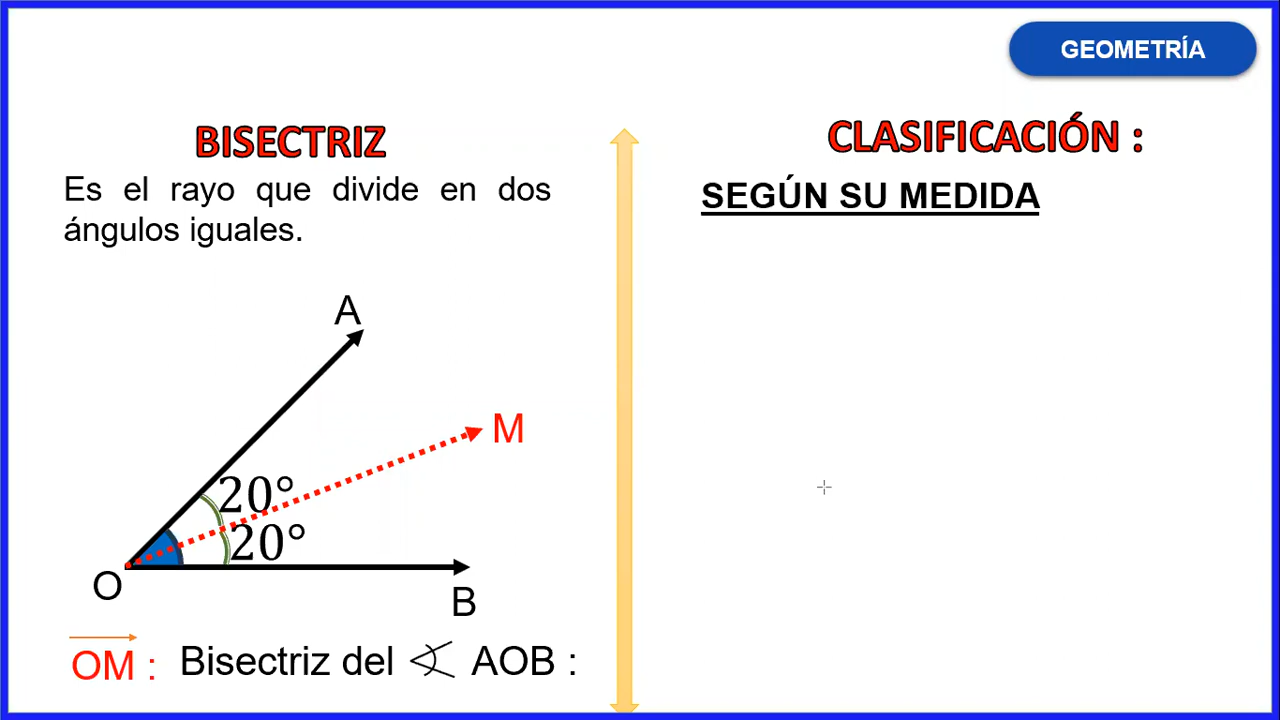 GEOMETRÍA
BISECTRIZ
Es el rayo que divide en dos
ángulos iguales.
A
M
20°
20°
O
B
OM : Bisectriz del ∢ AOB :
CLASIFICACIÓN :
SEGÚN SU MEDIDA